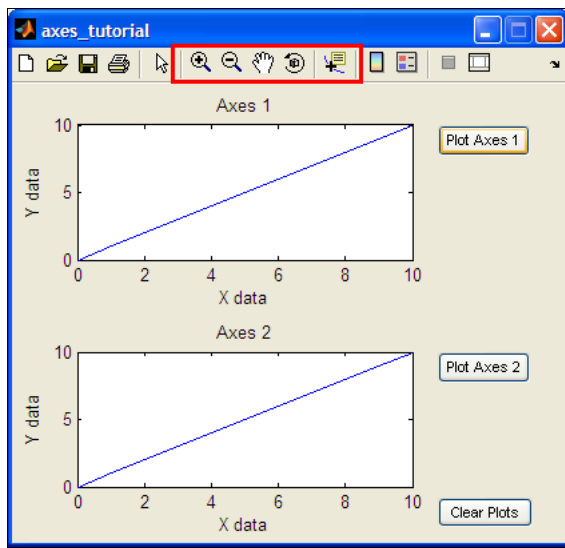 axes_tutorial
Axes 1
Plot Axes 1
10
5
0
Y data
0 2 4 6 8 10
X data
Axes 2
Plot Axes 2
10
5
0
Y data
0 2 4 6 8 10
X data
Clear Plots